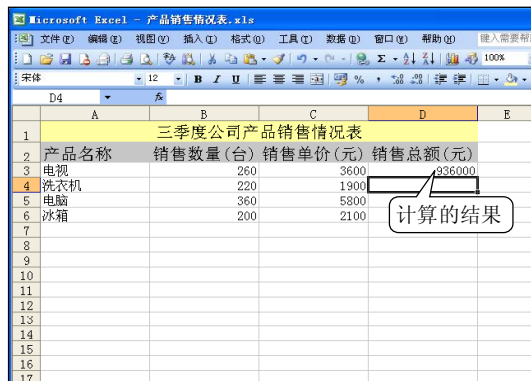 Microsoft Excel - 产品销售情况表.xls
文件(F) 编辑(E) 视图(V) 插入(I) 格式(O) 工具(T) 数据(D) 窗口(W) 帮助(H) 键入需要帮
100%
宋体 12 B I U %
D4 fx
A B C D E
1 三季度公司产品销售情况表
2 产品名称 销售数量(台) 销售单价(元) 销售总额(元)
3 电视 260 3600 936000
4 洗衣机 220 1900
5 电脑 360 5800
6 冰箱 200 2100
计算的结果
7
8
9
10
11
12
13
14
15
16
17